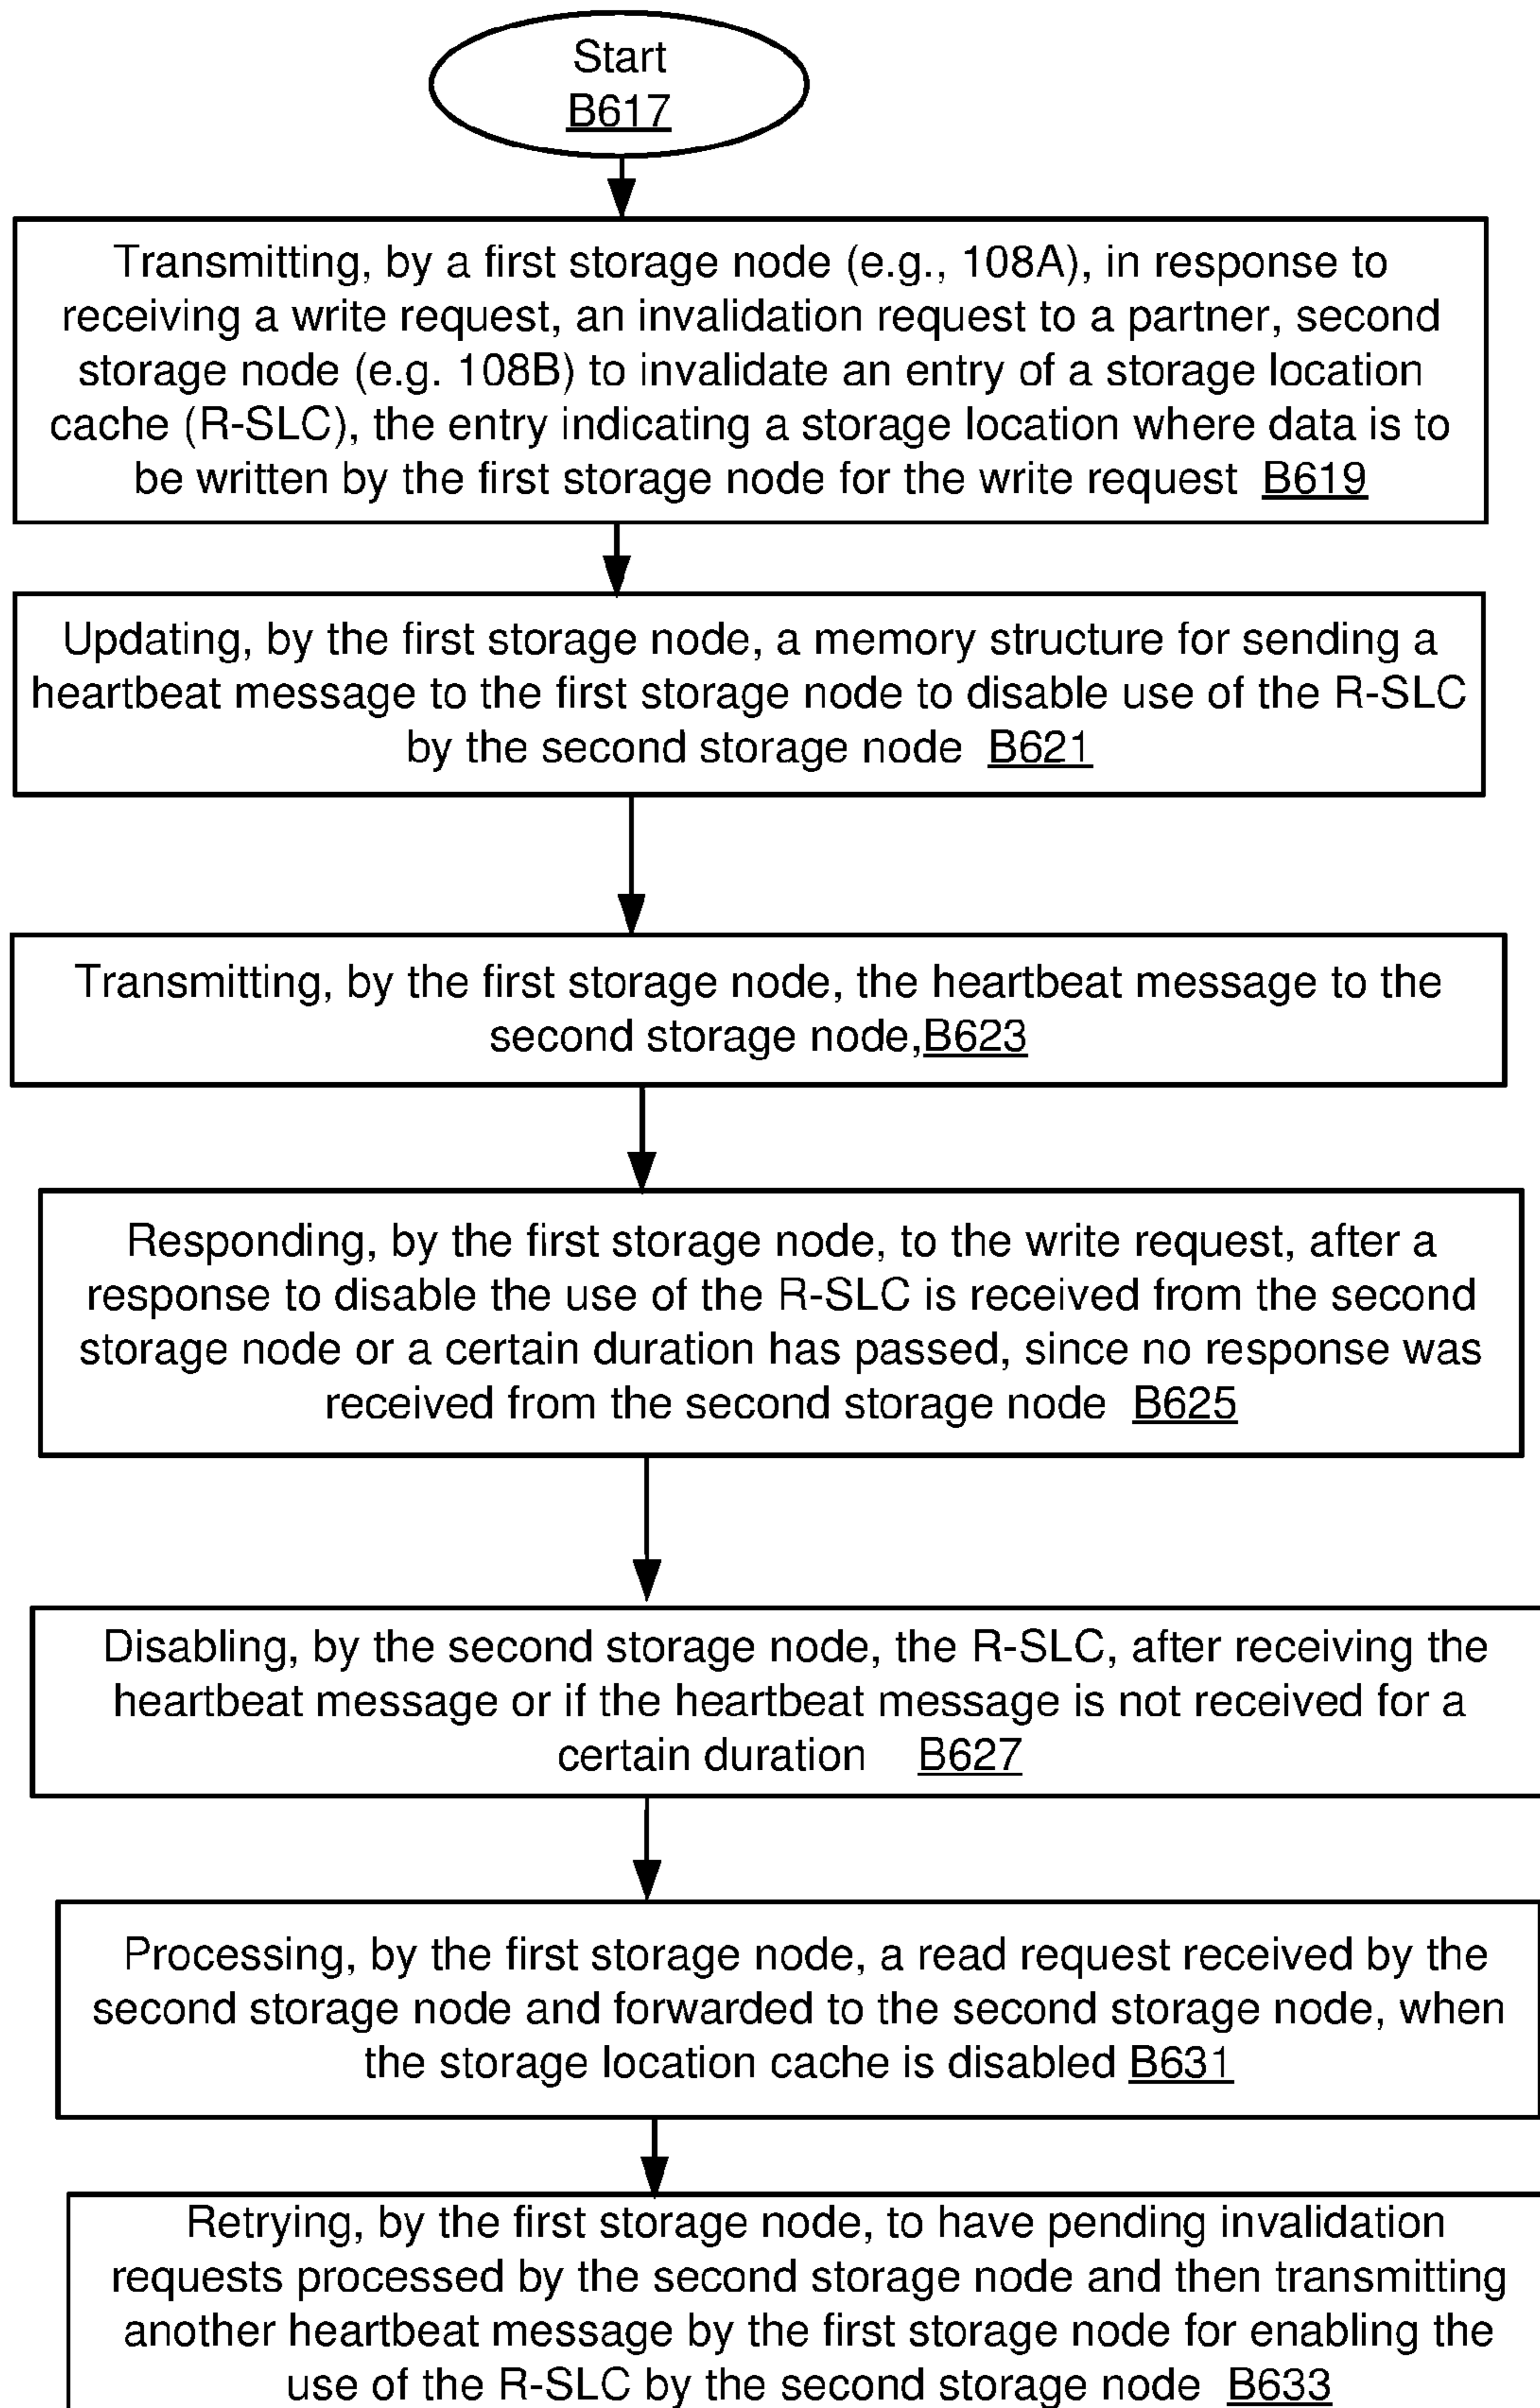 Start
B617
Transmitting, by a first storage node (e.g., 108A), in response to
receiving a write request, an invalidation request to a partner, second
storage node (e.g. 108B) to invalidate an entry of a storage location
cache (R-SLC), the entry indicating a storage location where data is to
be written by the first storage node for the write request B619
Updating, by the first storage node, a memory structure for sending a
heartbeat message to the first storage node to disable use of the R-SLC
by the second storage node B621
Transmitting, by the first storage node, the heartbeat message to the
second storage node,B623
Responding, by the first storage node, to the write request, after a
response to disable the use of the R-SLC is received from the second
storage node or a certain duration has passed, since no response was
received from the second storage node B625
Disabling, by the second storage node, the R-SLC, after receiving the
heartbeat message or if the heartbeat message is not received for a
certain duration B627
Processing, by the first storage node, a read request received by the
second storage node and forwarded to the second storage node, when
the storage location cache is disabled B631
Retrying, by the first storage node, to have pending invalidation
requests processed by the second storage node and then transmitting
another heartbeat message by the first storage node for enabling the
use of the R-SLC by the second storage node B633